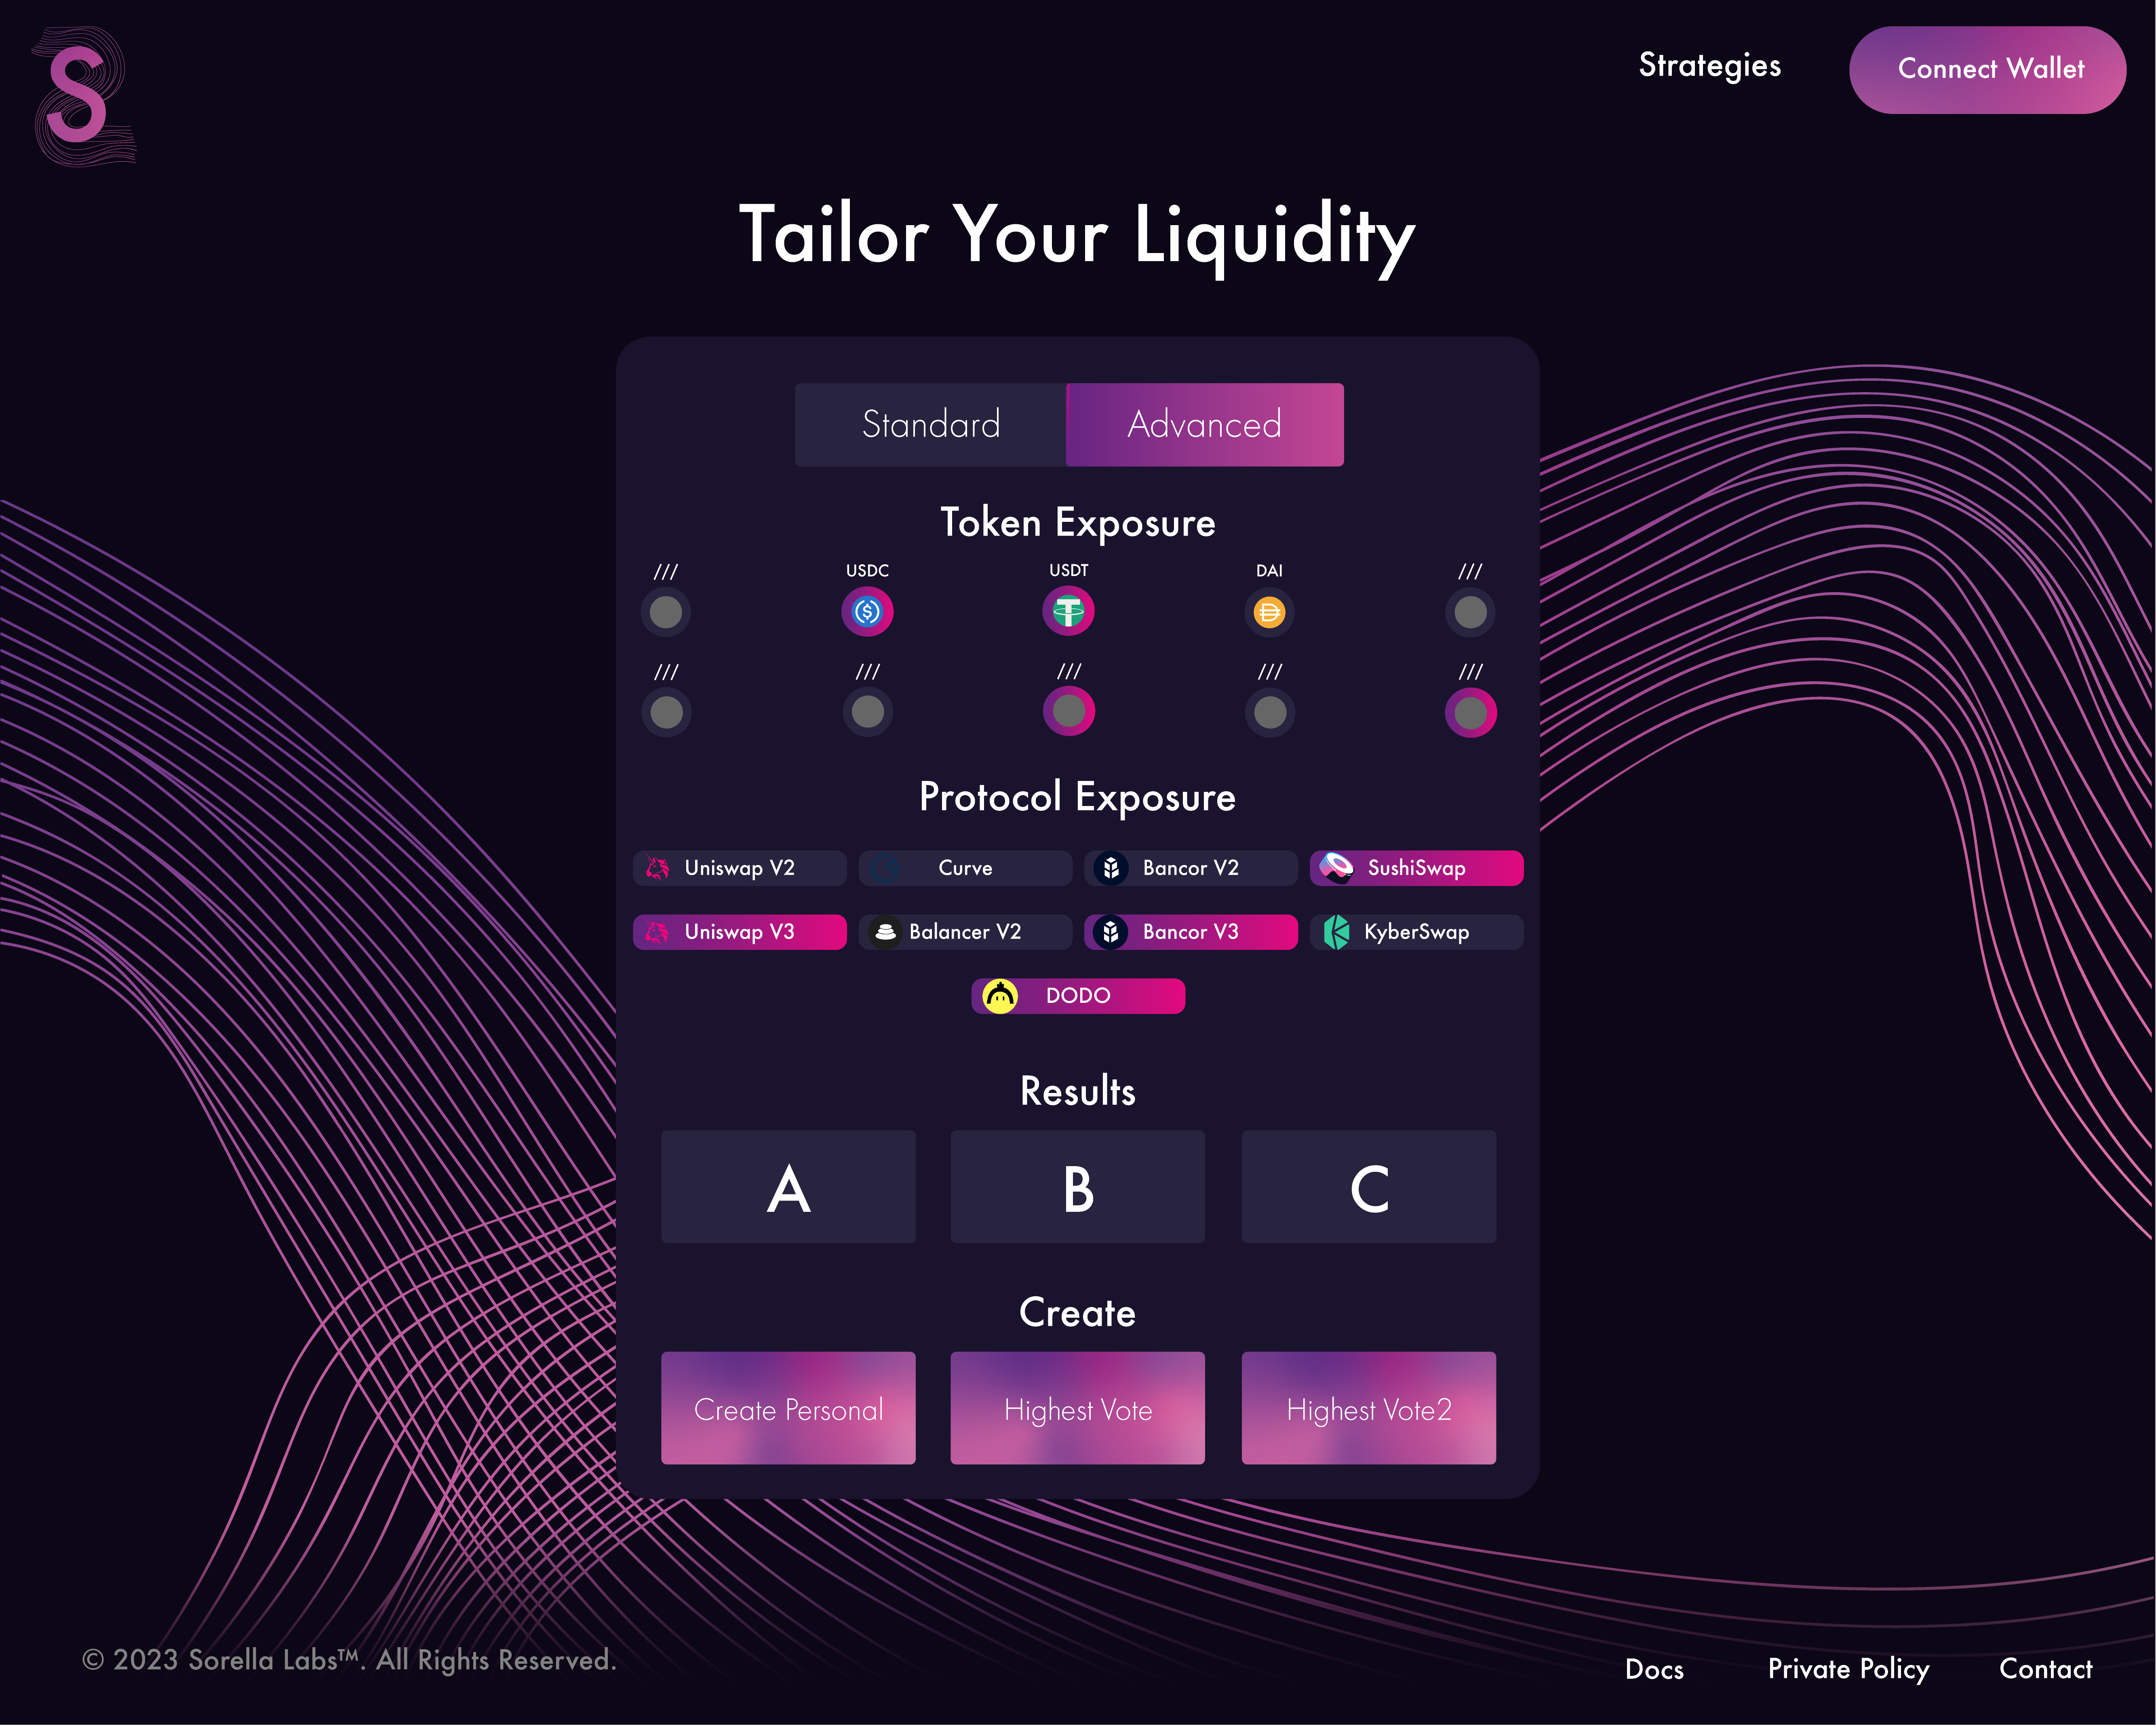 S
Strategies
Connect Wallet
Tailor Your Liquidity
Standard
Advanced
Token Exposure
///
USDC
USDT
DAI
///
///
///
///
///
///
Protocol Exposure
Uniswap V2
Curve
Bancor V2
SushiSwap
Uniswap V3
Balancer V2
Bancor V3
KyberSwap
DODO
Results
A
B
C
Create
Create Personal
Highest Vote
Highest Vote2
© 2023 Sorella Labs™. All Rights Reserved.
Docs
Private Policy
Contact